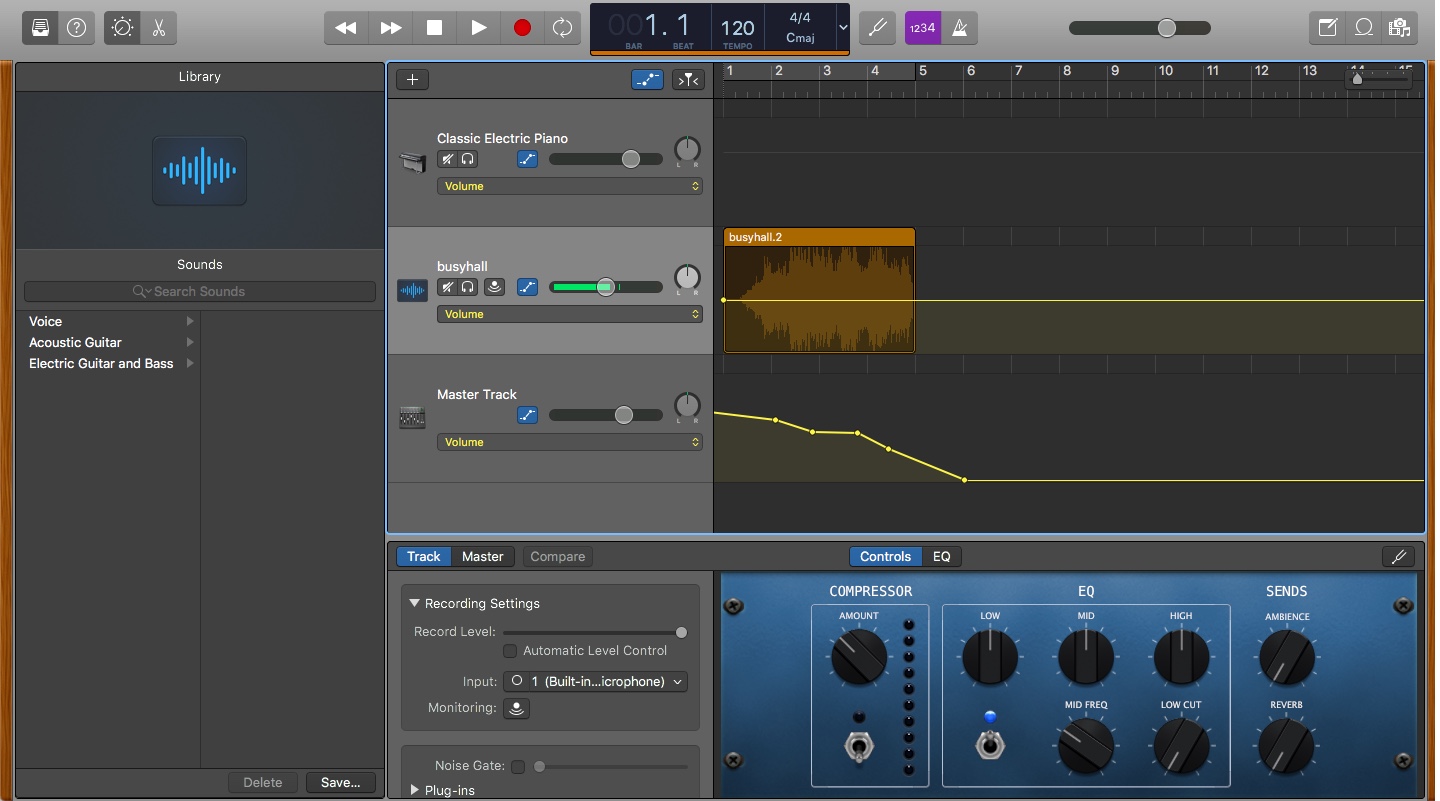 001.1
BAR
BEAT
120
TEMPO
4/4
Cmaj
1234
Library
Sounds
Search Sounds
Voice
Acoustic Guitar
Electric Guitar and Bass
Delete
Save...
1 2 3 4 5 6 7 8 9 10 11 12 13 14 15
Classic Electric Piano
L R
Volume
busyhall
L R
Volume
busyhall.2
Master Track
L R
Volume
Track
Master
Compare
Controls
EQ
Recording Settings
Record Level:
Automatic Level Control
Input:
1 (Built-in...icrophone)
Monitoring:
Noise Gate:
Plug-ins
COMPRESSOR
EQ
SENDS
AMOUNT
LOW
MID
HIGH
AMBIENCE
MID FREQ
LOW CUT
REVERB